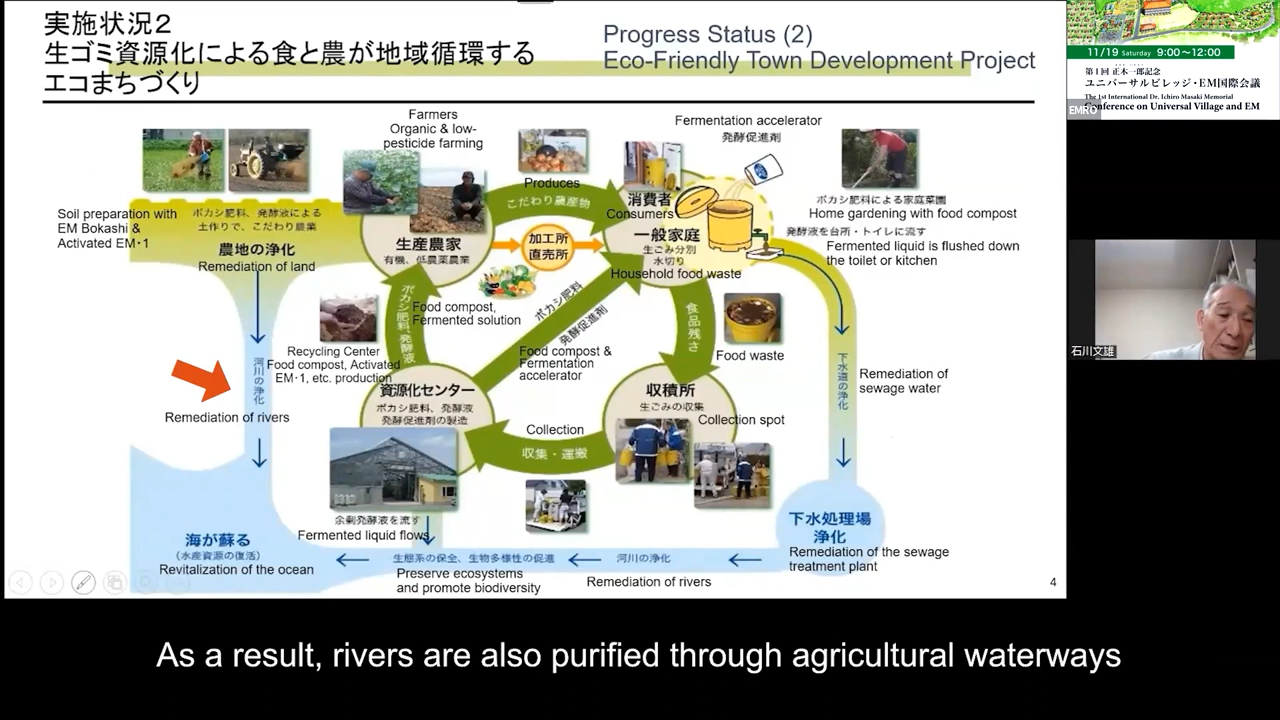 実施状況2
生ゴミ資源化による食と農が地域循環する
エコまちづくり
Progress Status (2)
Eco-Friendly Town Development Project
11/19 Saturday 9:00～12:00
第1回 正木一郎記念
ユニバーサルビレッジ・EM国際会議
The 1st International Dr. Ichiro Masaki Memorial
Conference on Universal Village and EM
EMRO
Farmers
Organic & low-
pesticide farming
Fermentation accelerator
発酵促進剤
Produces
こだわり農産物
Soil preparation with
EM Bokashi &
Activated EM・1
ボカシ肥料、発酵液による
土作りで、こだわり農業
農地の浄化
Remediation of land
生産農家
有機、低農薬農業
加工所
直売所
消費者
Consumers
一般家庭
生ごみ分別
水切り
Household food waste
ボカシ肥料による家庭菜園
Home gardening with food compost
発酵液を台所・トイレに流す
Fermented liquid is flushed down
the toilet or kitchen
ボカシ肥料、発酵液
Food compost,
Fermented solution
ボカシ肥料
発酵促進剤
Food compost &
Fermentation
accelerator
食品残さ
Food waste
Recycling Center
Food compost, Activated
EM・1, etc. production
資源化センター
ボカシ肥料、発酵液
発酵促進剤の製造
収積所
生ごみの収集
Collection spot
Collection
収集・運搬
河川の浄化
Remediation of rivers
下水道の浄化
Remediation of
sewage water
余剰発酵液を流す
Fermented liquid flows
海が蘇る
(水産資源の復活)
Revitalization of the ocean
生態系の保全、生物多様性の促進
Preserve ecosystems
and promote biodiversity
河川の浄化
Remediation of rivers
下水処理場
浄化
Remediation of the sewage
treatment plant
4
石川文雄
As a result, rivers are also purified through agricultural waterways